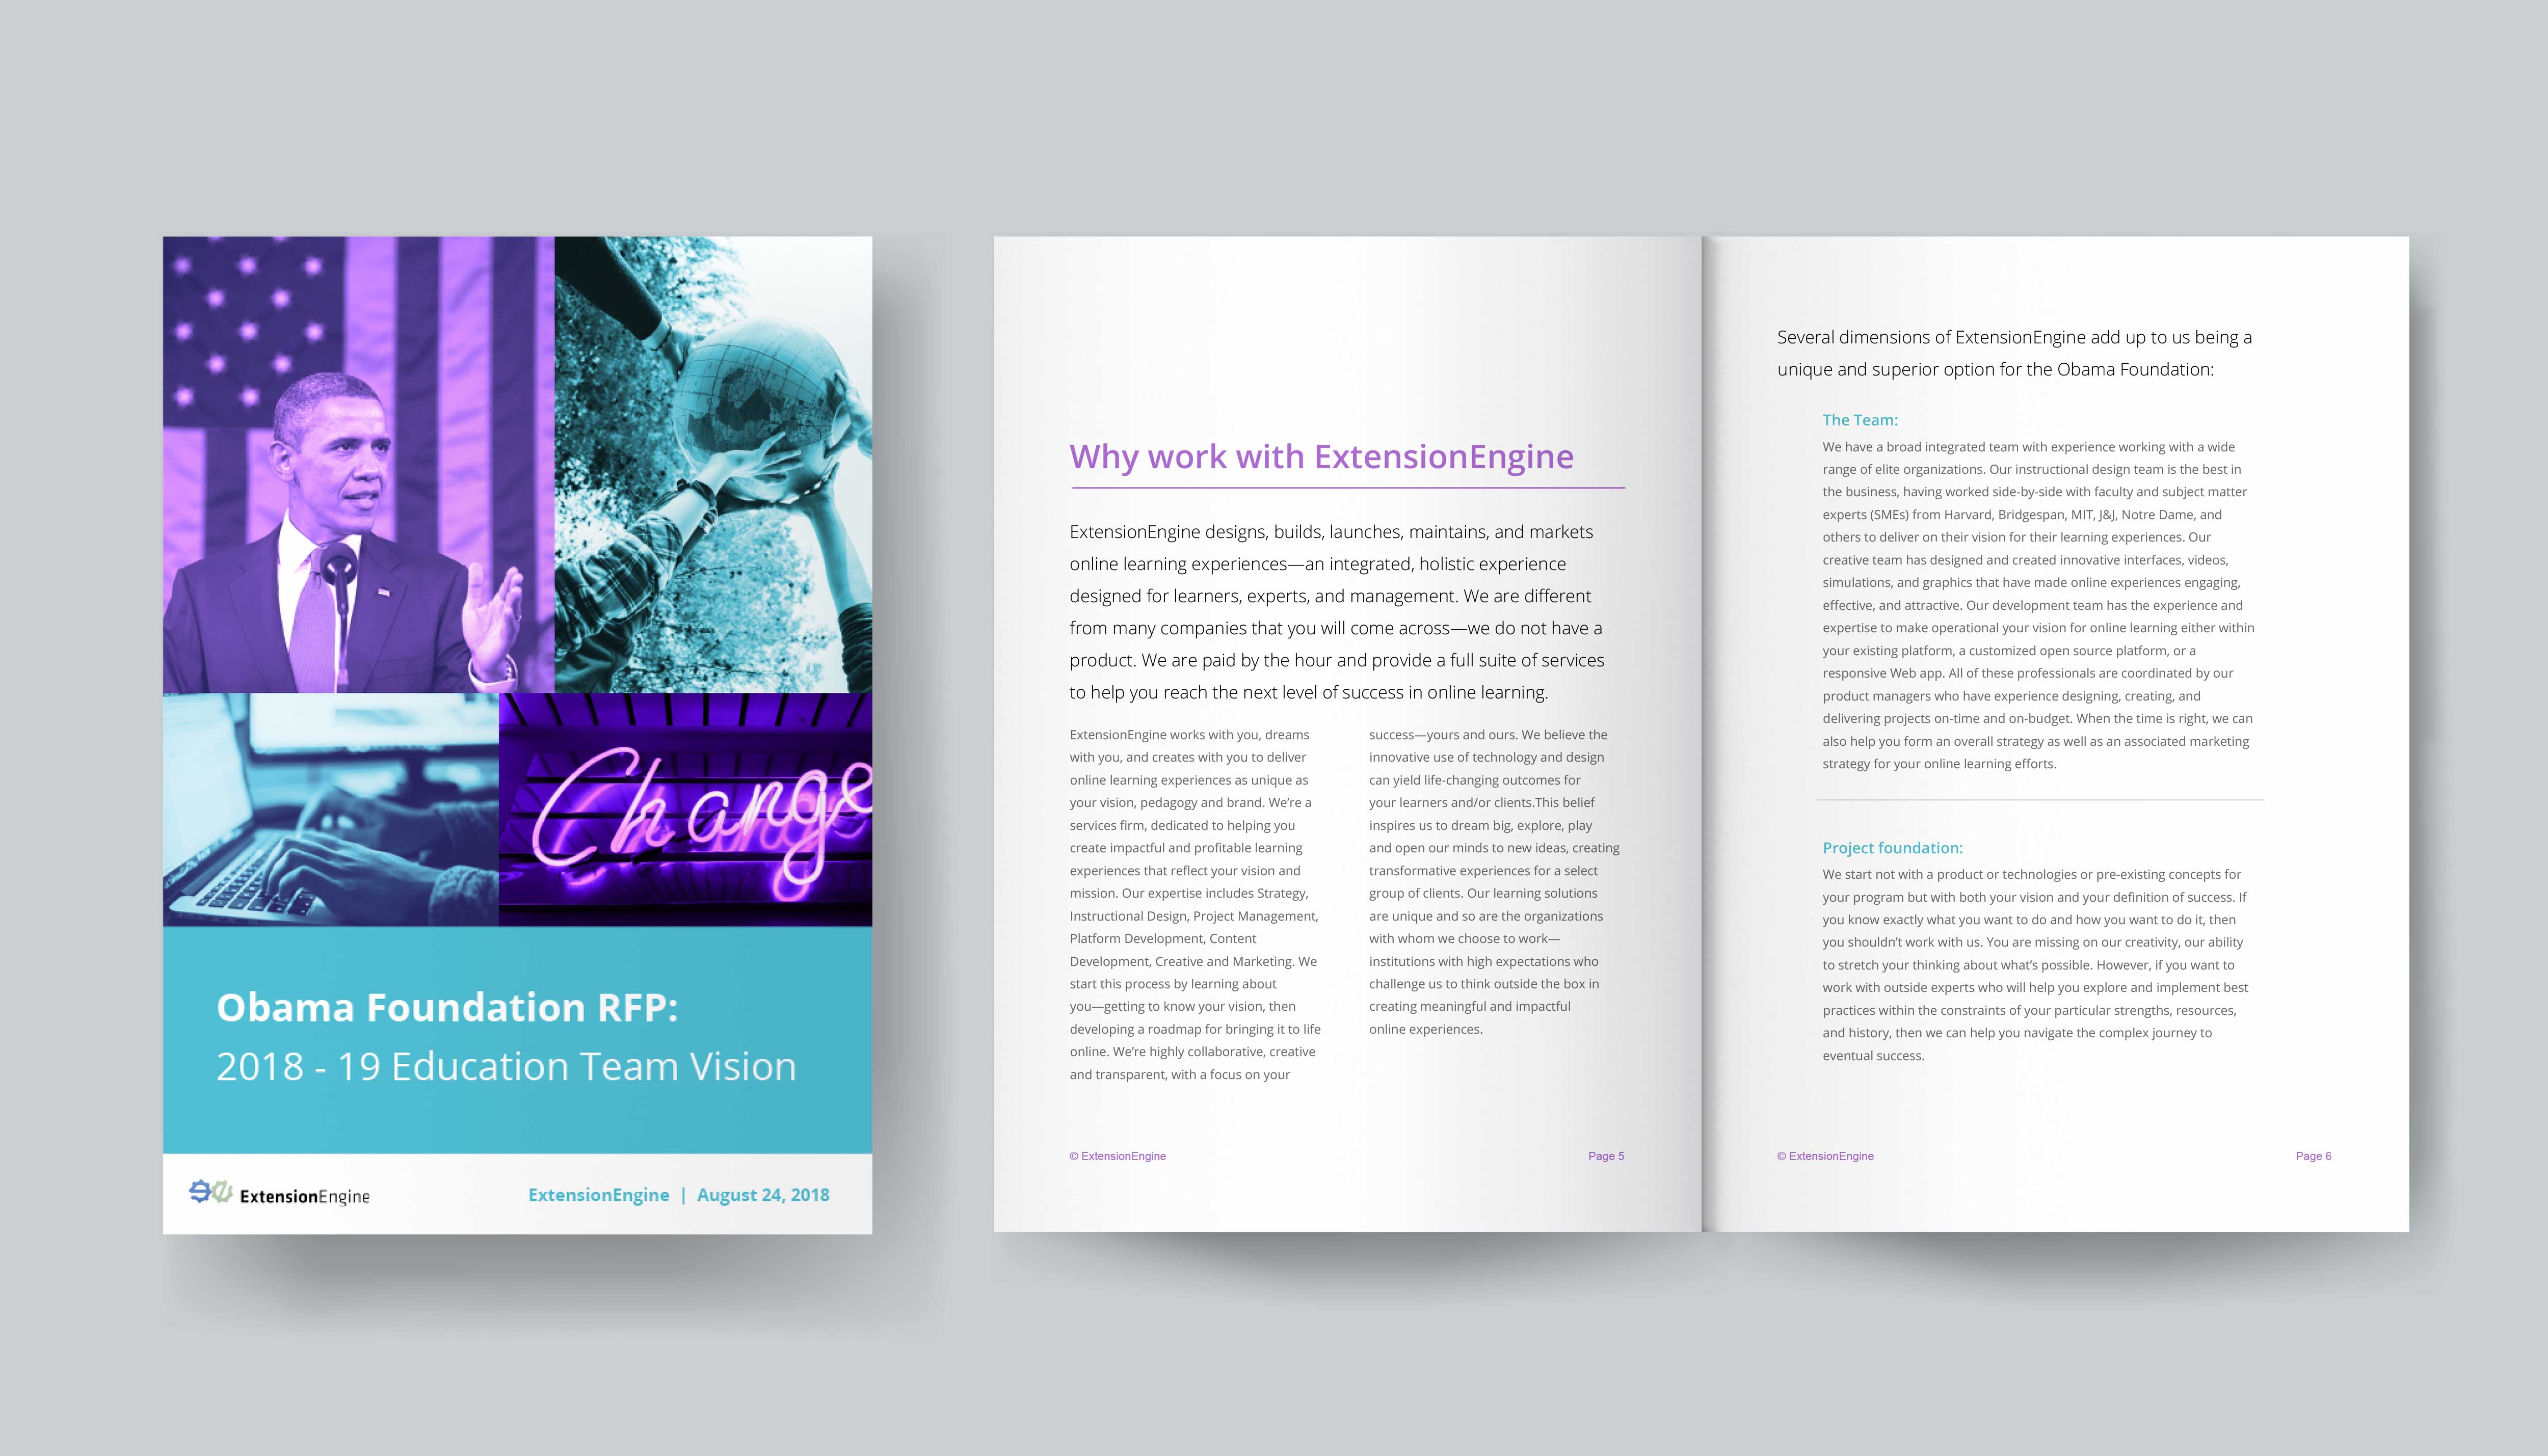 Change
Obama Foundation RFP:
2018 - 19 Education Team Vision
ExtensionEngine
ExtensionEngine | August 24, 2018
Why work with ExtensionEngine
ExtensionEngine designs, builds, launches, maintains, and markets
online learning experiences—an integrated, holistic experience
designed for learners, experts, and management. We are different
from many companies that you will come across—we do not have a
product. We are paid by the hour and provide a full suite of services
to help you reach the next level of success in online learning.
ExtensionEngine works with you, dreams
with you, and creates with you to deliver
online learning experiences as unique as
your vision, pedagogy and brand. We’re a
services firm, dedicated to helping you
create impactful and profitable learning
experiences that reflect your vision and
mission. Our expertise includes Strategy,
Instructional Design, Project Management,
Platform Development, Content
Development, Creative and Marketing. We
start this process by learning about
you—getting to know your vision, then
developing a roadmap for bringing it to life
online. We’re highly collaborative, creative
and transparent, with a focus on your
success—yours and ours. We believe the
innovative use of technology and design
can yield life-changing outcomes for
your learners and/or clients.This belief
inspires us to dream big, explore, play
and open our minds to new ideas, creating
transformative experiences for a select
group of clients. Our learning solutions
are unique and so are the organizations
with whom we choose to work—
institutions with high expectations who
challenge us to think outside the box in
creating meaningful and impactful
online experiences.
© ExtensionEngine
Page 5
Several dimensions of ExtensionEngine add up to us being a
unique and superior option for the Obama Foundation:
The Team:
We have a broad integrated team with experience working with a wide
range of elite organizations. Our instructional design team is the best in
the business, having worked side-by-side with faculty and subject matter
experts (SMEs) from Harvard, Bridgespan, MIT, J&J, Notre Dame, and
others to deliver on their vision for their learning experiences. Our
creative team has designed and created innovative interfaces, videos,
simulations, and graphics that have made online experiences engaging,
effective, and attractive. Our development team has the experience and
expertise to make operational your vision for online learning either within
your existing platform, a customized open source platform, or a
responsive Web app. All of these professionals are coordinated by our
product managers who have experience designing, creating, and
delivering projects on-time and on-budget. When the time is right, we can
also help you form an overall strategy as well as an associated marketing
strategy for your online learning efforts.
Project foundation:
We start not with a product or technologies or pre-existing concepts for
your program but with both your vision and your definition of success. If
you know exactly what you want to do and how you want to do it, then
you shouldn’t work with us. You are missing on our creativity, our ability
to stretch your thinking about what’s possible. However, if you want to
work with outside experts who will help you explore and implement best
practices within the constraints of your particular strengths, resources,
and history, then we can help you navigate the complex journey to
eventual success.
© ExtensionEngine
Page 6